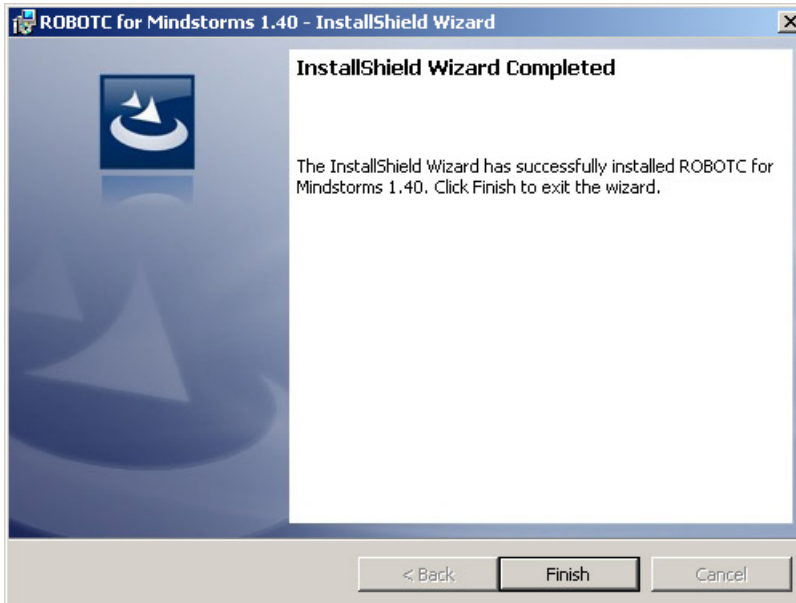 ROBOTC for Mindstorms 1.40 - InstallShield Wizard
InstallShield Wizard Completed
The InstallShield Wizard has successfully installed ROBOTC for
Mindstorms 1.40. Click Finish to exit the wizard.
< Back
Finish
Cancel